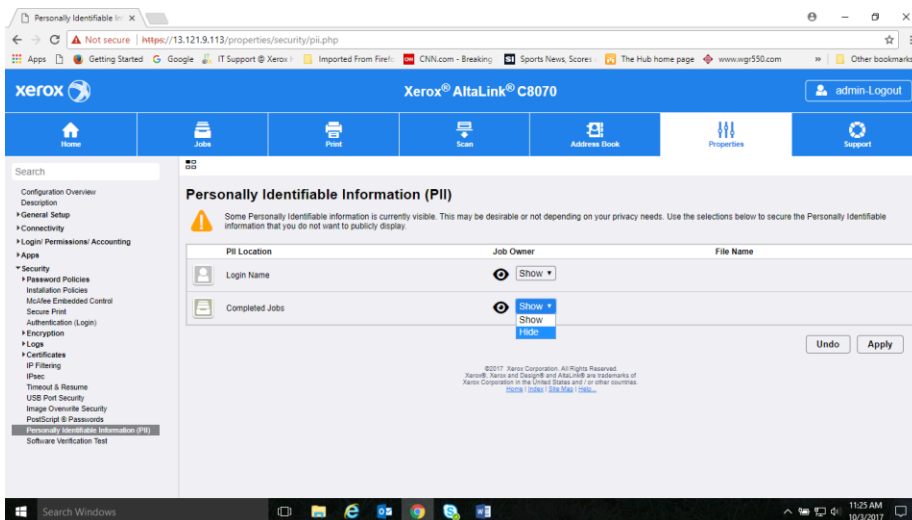 Personally Identifiable In
Not secure | https://13.121.9.113/properties/security/pii.php
Apps Getting Started Google IT Support @ Xerox Imported From Firef CNN.com - Breaking SI Sports News, Scores The Hub home page www.wgr550.com » Other bookmarks
xerox Xerox® AltaLink® C8070 admin-Logout
Home Jobs Print Scan Address Book Properties Support
Search
Configuration Overview
Description
General Setup
Connectivity
Login/ Permissions/ Accounting
Apps
Security
Password Policies
Installation Policies
McAfee Embedded Control
Secure Print
Authentication (Login)
Encryption
Logs
Certificates
IP Filtering
IPsec
Timeout & Resume
USB Port Security
Image Overwrite Security
PostScript ® Passwords
Personally Identifiable Information (PII)
Software Verification Test
Personally Identifiable Information (PII)
Some Personally Identifiable information is currently visible. This may be desirable or not depending on your privacy needs. Use the selections below to secure the Personally Identifiable
information that you do not want to publicly display.
PII Location Job Owner File Name
Login Name Show
Completed Jobs Show
Show
Hide
Undo Apply
©2017 Xerox Corporation. All Rights Reserved.
Xerox®, Xerox and Design® and AltaLink® are trademarks of
Xerox Corporation in the United States and / or other countries.
Home | Index | Site Map | Help...
Search Windows
11:25 AM
10/3/2017